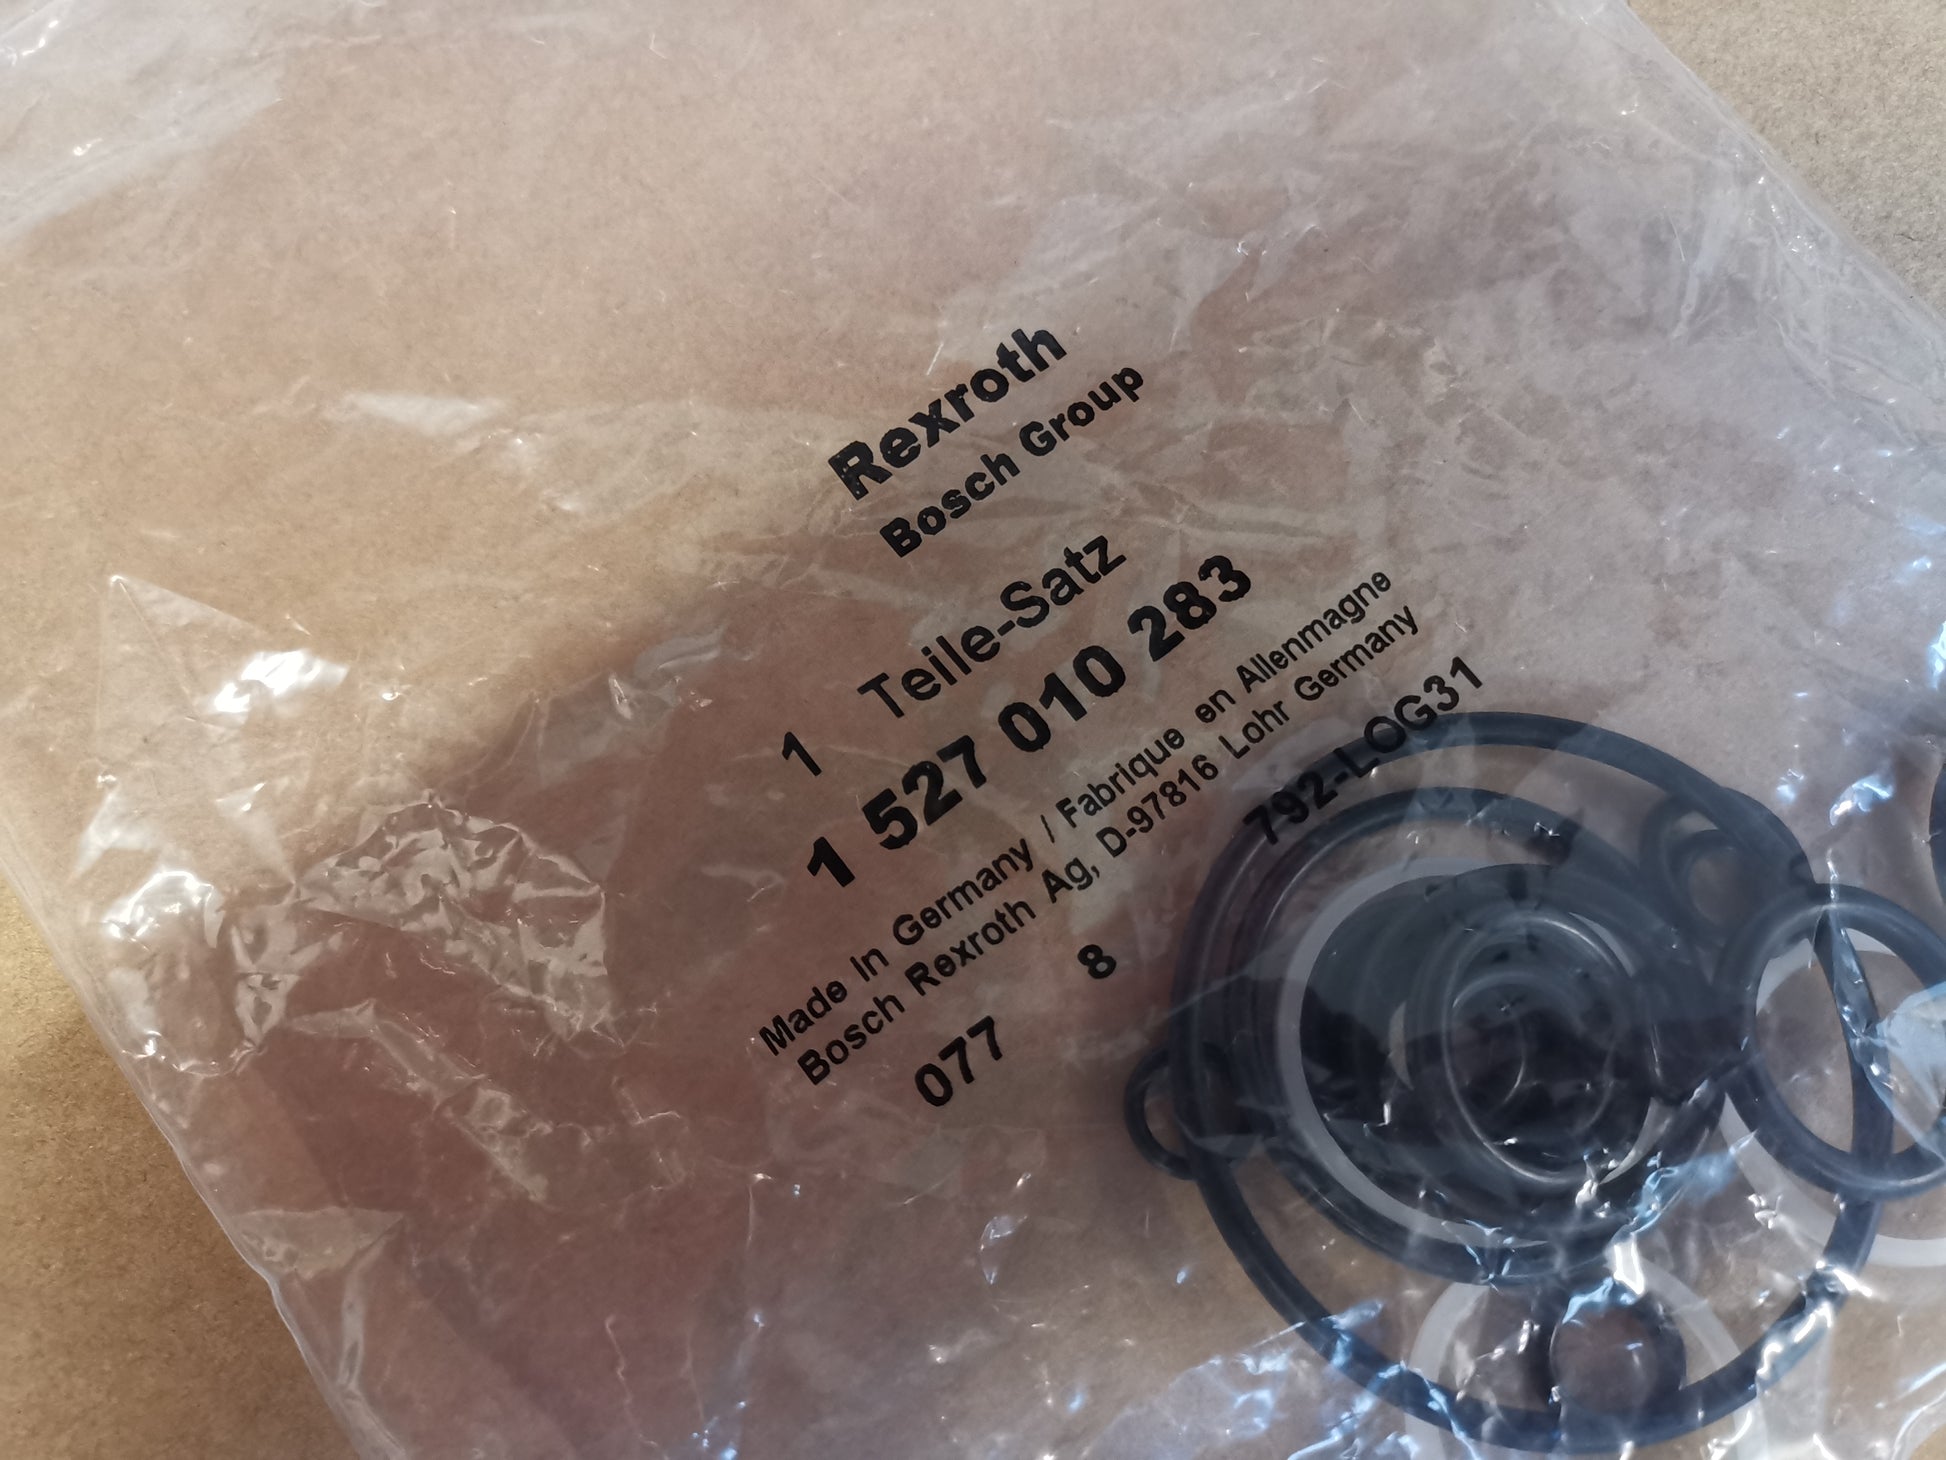 Rexroth
Bosch Group
1 Teile-Satz
1 527 010 283
Made In Germany / Fabrique en Allenmagne
Bosch Rexroth Ag, D-97816 Lohr Germany
077 8 792-LOG31